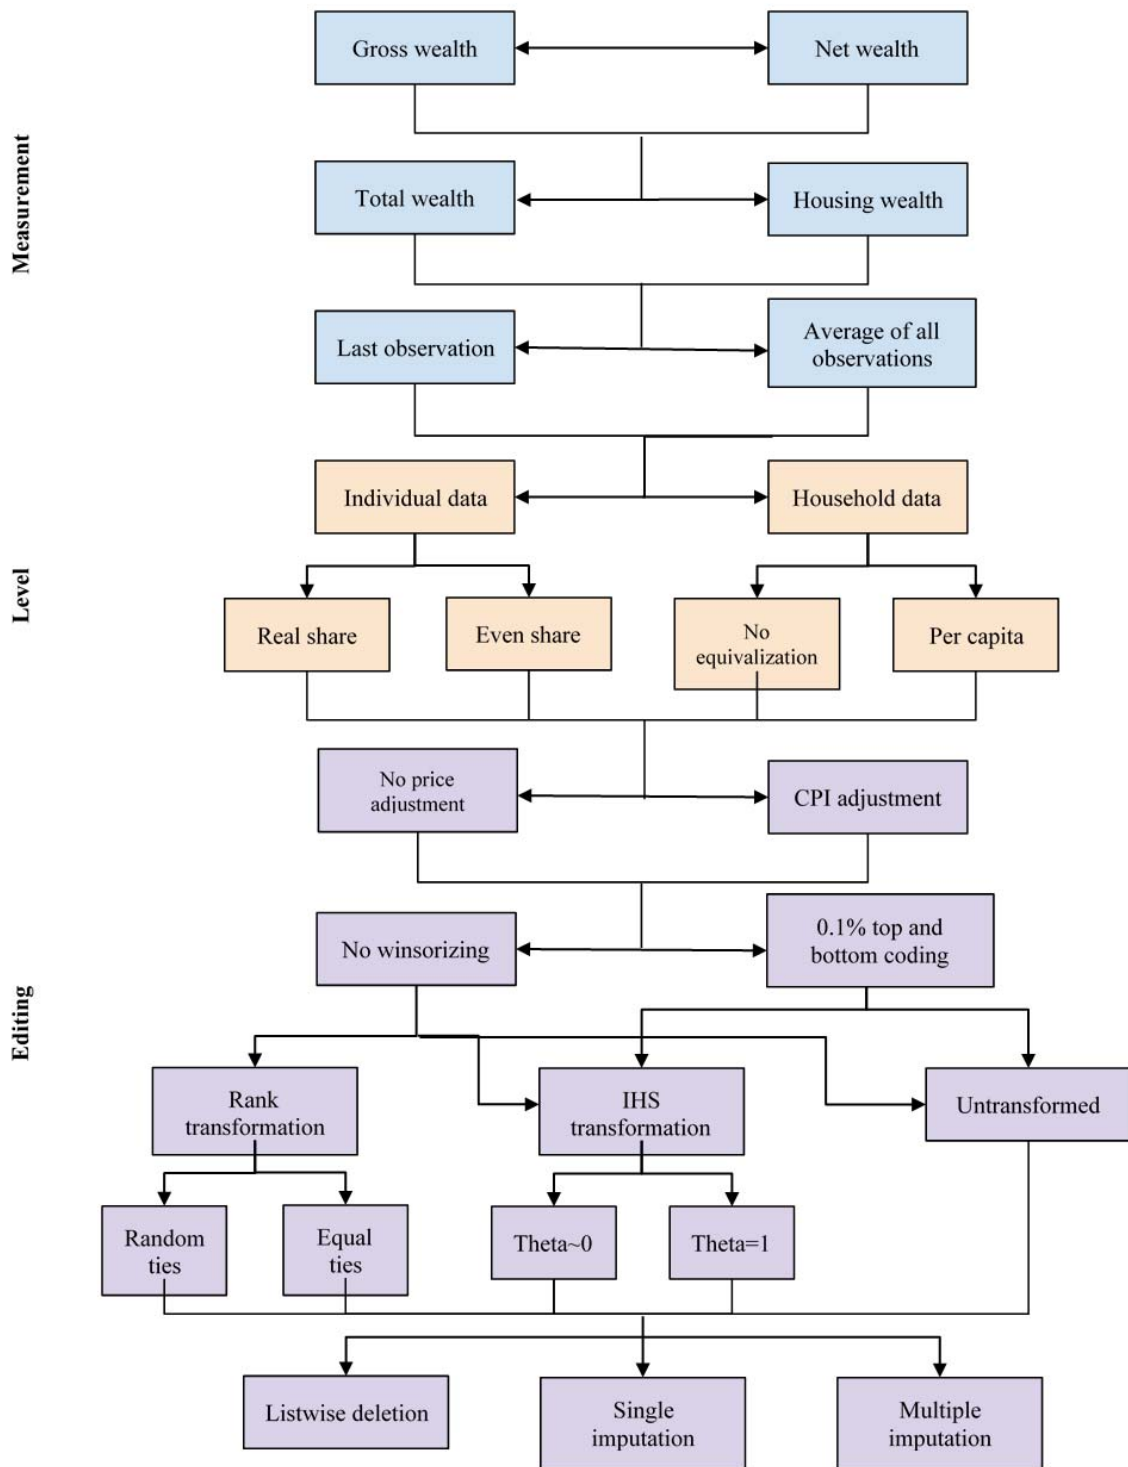 Measurement
Gross wealth
Net wealth
Total wealth
Housing wealth
Last observation
Average of all
observations
Level
Individual data
Household data
Real share
Even share
No
equivalization
Per capita
Editing
No price
adjustment
CPI adjustment
No winsorizing
0.1% top and
bottom coding
Rank
transformation
IHS
transformation
Untransformed
Random
ties
Equal
ties
Theta~0
Theta=1
Listwise deletion
Single
imputation
Multiple
imputation